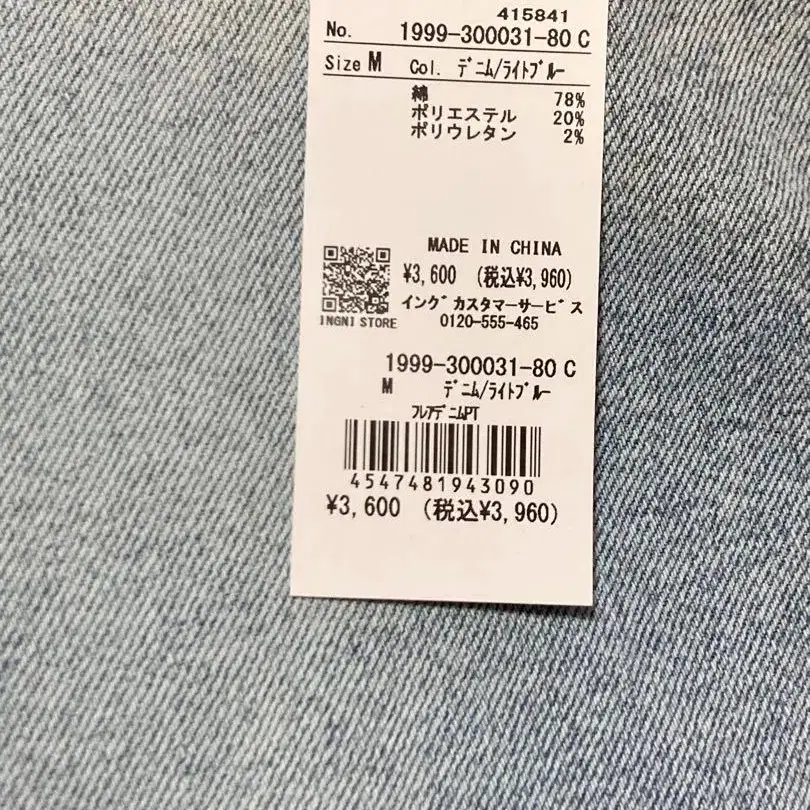 415841
No. 1999-300031-80 C
Size M Col. ﾃﾞﾆﾑ/ﾗｲﾄﾌﾞﾙｰ
綿 78%
ポリエステル 20%
ポリウレタン 2%
MADE IN CHINA
¥3,600 (税込¥3,960)
イングカスタマーサービス
INGNI STORE 0120-555-465
1999-300031-80 C
M ﾃﾞﾆﾑ/ﾗｲﾄﾌﾞﾙｰ
ﾌﾚｱﾃﾞﾆﾑPT
4547481943090
¥3,600 (税込¥3,960)